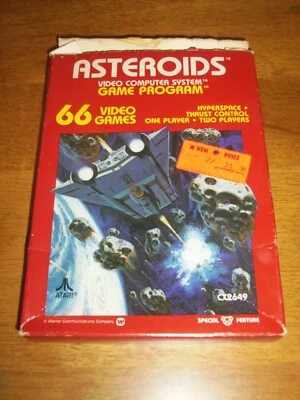 ASTEROIDS™
VIDEO COMPUTER SYSTEM™
GAME PROGRAM™
66 VIDEO GAMES
HYPERSPACE •
THRUST CONTROL
ONE PLAYER • TWO PLAYERS
NEW PRICE
ATARI®
CX2649
A Warner Communications Company
SPECIAL FEATURE